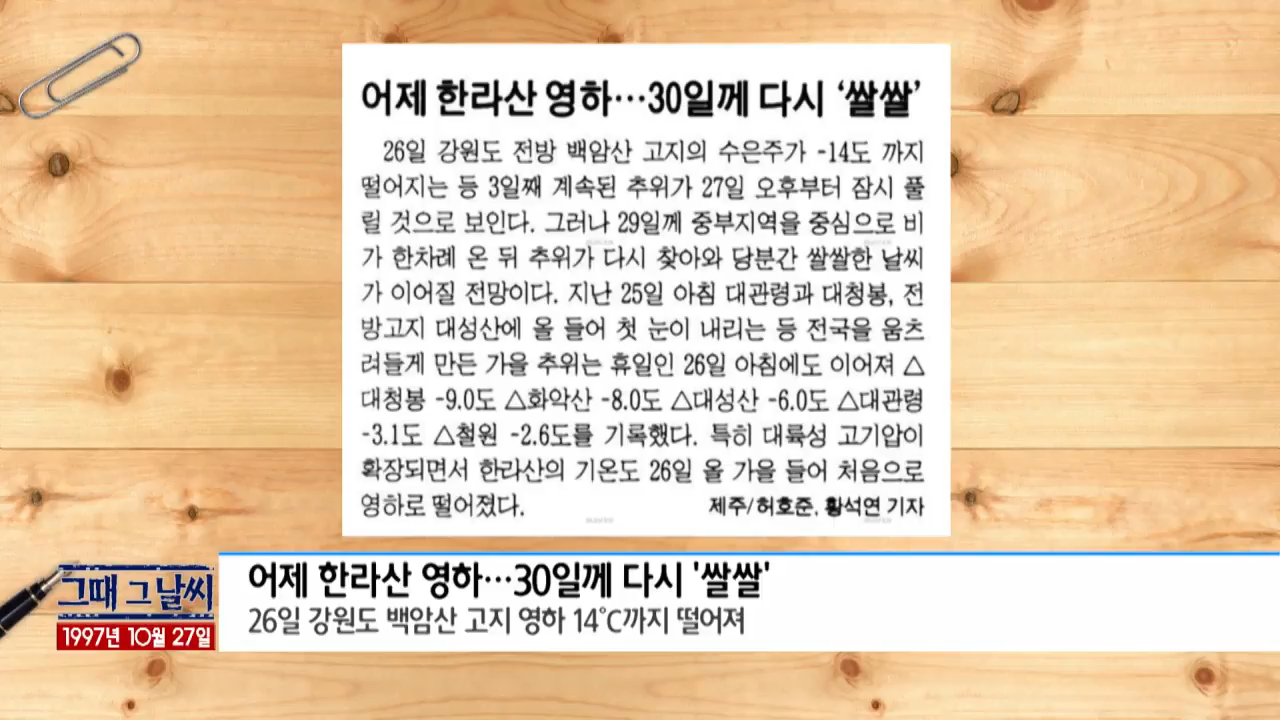 어제 한라산 영하…30일께 다시 ‘쌀쌀’
26일 강원도 전방 백암산 고지의 수은주가 -14도 까지
떨어지는 등 3일째 계속된 추위가 27일 오후부터 잠시 풀
릴 것으로 보인다. 그러나 29일께 중부지역을 중심으로 비
가 한차례 온 뒤 추위가 다시 찾아와 당분간 쌀쌀한 날씨
가 이어질 전망이다. 지난 25일 아침 대관령과 대청봉, 전
방고지 대성산에 올 들어 첫 눈이 내리는 등 전국을 움츠
려들게 만든 가을 추위는 휴일인 26일 아침에도 이어져 △
대청봉 -9.0도 △화악산 -8.0도 △대성산 -6.0도 △대관령
-3.1도 △철원 -2.6도를 기록했다. 특히 대륙성 고기압이
확장되면서 한라산의 기온도 26일 올 가을 들어 처음으로
영하로 떨어졌다.
제주/허호준, 황석연 기자
그때 그 날씨
1997년 10월 27일
어제 한라산 영하…30일께 다시 '쌀쌀'
26일 강원도 백암산 고지 영하 14℃까지 떨어져